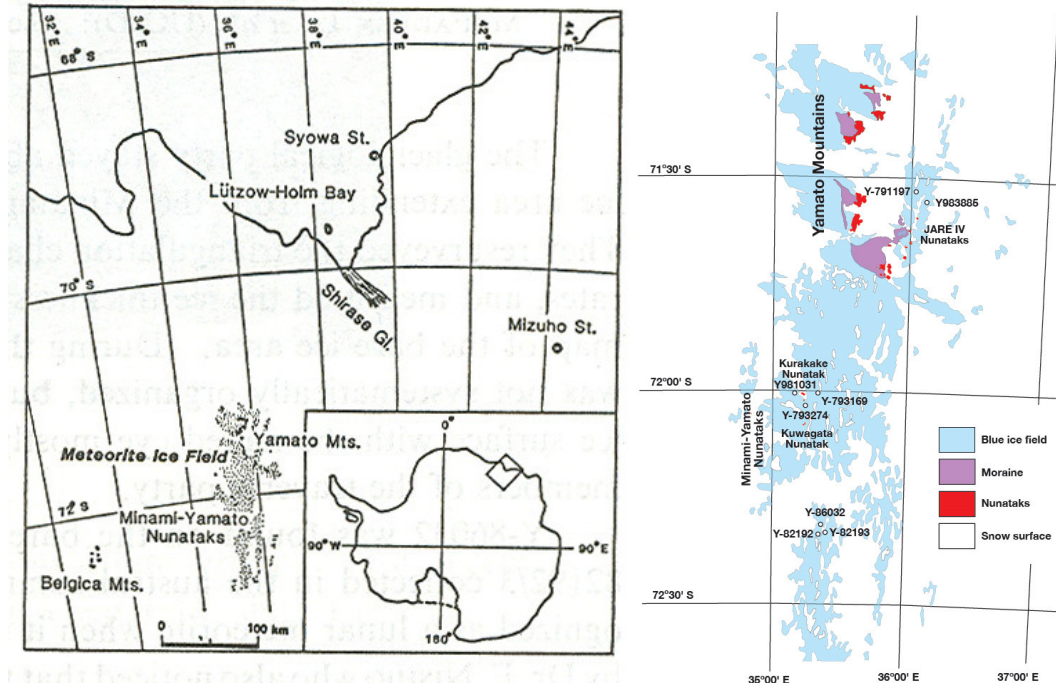 32°E
34°E
36°E
38°E
40°E
42°E
44°E
68°S
Syowa St.
Lützow-Holm Bay
70°S
Shirase Gl.
Mizuho St.
Yamato Mts.
Meteorite Ice Field
Minami-Yamato
Nunataks
72°S
Belgica Mts.
0 100 km
0°
90°W
90°E
180°
Yamato Mountains
71°30' S
Y-791197
Y983885
JARE IV
Nunataks
Kurakake
Nunatak
Y981031
72°00' S
Y-793169
Y-793274
Kuwagata
Nunatak
Minami-Yamato
Nunataks
Y-86032
Y-82192
Y-82193
72°30' S
35°00' E
36°00' E
37°00' E
Blue ice field
Moraine
Nunataks
Snow surface